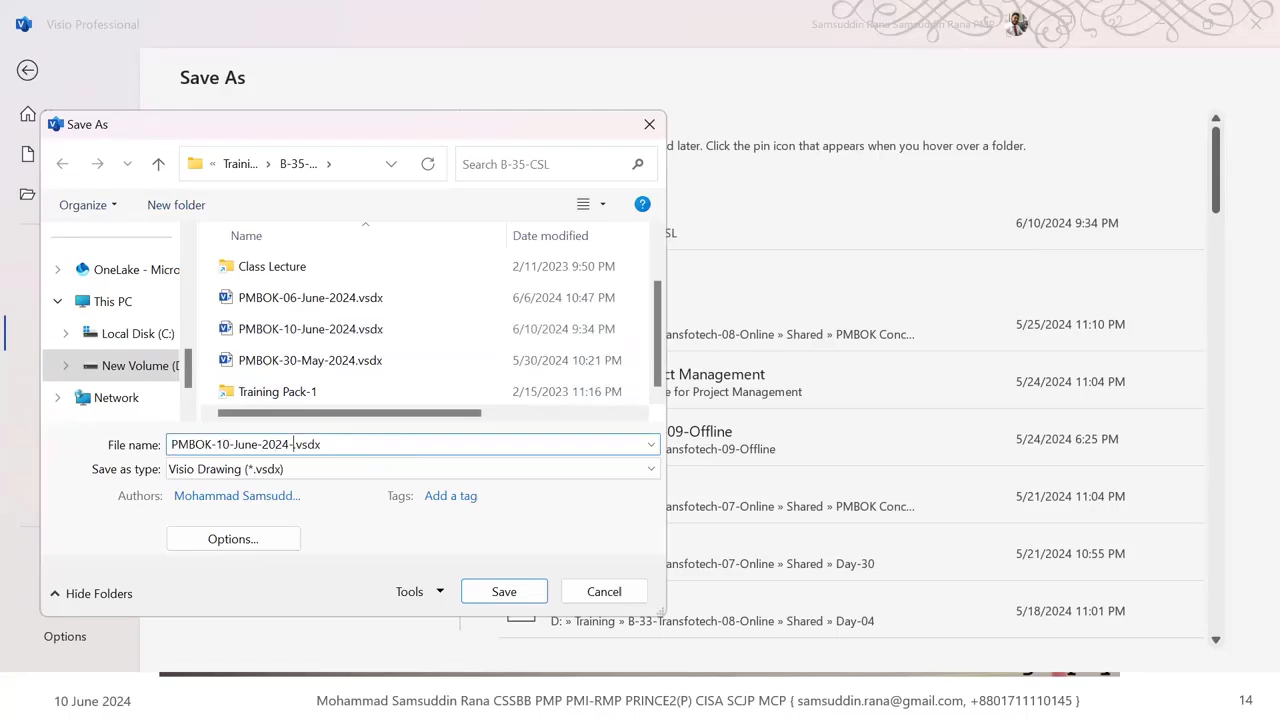 Visio Professional
Samsuddin Rana Samsuddin Rana PMP
Save As
Save As
d later. Click the pin icon that appears when you hover over a folder.
« Traini... › B-35-... ›
Search B-35-CSL
Organize
New folder
Name
Date modified
SL
6/10/2024 9:34 PM
OneLake - Micro
Class Lecture
2/11/2023 9:50 PM
This PC
PMBOK-06-June-2024.vsdx
6/6/2024 10:47 PM
Local Disk (C:)
PMBOK-10-June-2024.vsdx
6/10/2024 9:34 PM
ansfotech-08-Online » Shared » PMBOK Conc...
5/25/2024 11:10 PM
New Volume (D
PMBOK-30-May-2024.vsdx
5/30/2024 10:21 PM
ct Management
e for Project Management
5/24/2024 11:04 PM
Network
Training Pack-1
2/15/2023 11:16 PM
09-Offline
ansfotech-09-Offline
5/24/2024 6:25 PM
File name:
PMBOK-10-June-2024-.vsdx
Save as type:
Visio Drawing (*.vsdx)
Authors:
Mohammad Samsudd...
Tags:
Add a tag
ansfotech-07-Online » Shared » PMBOK Conc...
5/21/2024 11:04 PM
Options...
ansfotech-07-Online » Shared » Day-30
5/21/2024 10:55 PM
Hide Folders
Tools
Save
Cancel
D: » Training » B-33-Transfotech-08-Online » Shared » Day-04
5/18/2024 11:01 PM
Options
10 June 2024
Mohammad Samsuddin Rana CSSBB PMP PMI-RMP PRINCE2(P) CISA SCJP MCP { samsuddin.rana@gmail.com, +8801711110145 }
14